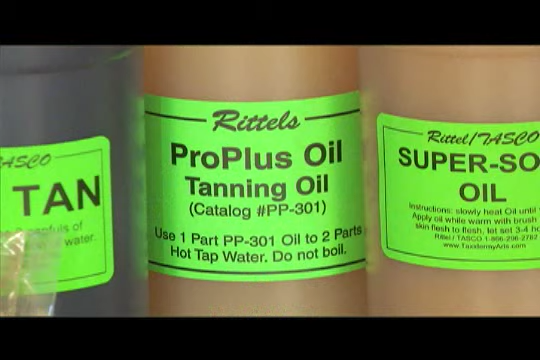 TASCO
TAN
capfuls of
water.
Rittels
ProPlus Oil
Tanning Oil
(Catalog #PP-301)
Use 1 Part PP-301 Oil to 2 Parts
Hot Tap Water. Do not boil.
Rittel/TASCO
SUPER-SO
OIL
Instructions: slowly heat Oil until
Apply oil while warm with brush
skin flesh to flesh, let set 3-4 ho
Rittel / TASCO 1-866-296-2782
www.TaxidermyArts.com